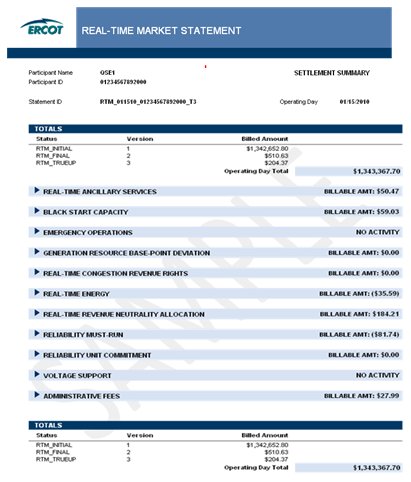 ERCOT
REAL-TIME MARKET STATEMENT
Participant Name QSE1 SETTLEMENT SUMMARY
Participant ID 01234567892000
Statement ID RTM_011510_01234567892000_T3 Operating Day 01/15/2010
TOTALS
Status Version Billed Amount
RTM_INITIAL 1 $1,342,652.80
RTM_FINAL 2 $510.63
RTM_TRUEUP 3 $204.37
Operating Day Total $1,343,367.70
REAL-TIME ANCILLARY SERVICES BILLABLE AMT: $50.47
BLACK START CAPACITY BILLABLE AMT: $59.03
EMERGENCY OPERATIONS NO ACTIVITY
GENERATION RESOURCE BASE-POINT DEVIATION BILLABLE AMT: $0.00
REAL-TIME CONGESTION REVENUE RIGHTS BILLABLE AMT: $0.00
REAL-TIME ENERGY BILLABLE AMT: ($35.59)
REAL-TIME REVENUE NEUTRALITY ALLOCATION BILLABLE AMT: $184.21
RELIABILITY MUST-RUN BILLABLE AMT: ($81.74)
RELIABILITY UNIT COMMITMENT BILLABLE AMT: $0.00
VOLTAGE SUPPORT NO ACTIVITY
ADMINISTRATIVE FEES BILLABLE AMT: $27.99
SAMPLE
TOTALS
Status Version Billed Amount
RTM_INITIAL 1 $1,342,652.80
RTM_FINAL 2 $510.63
RTM_TRUEUP 3 $204.37
Operating Day Total $1,343,367.70